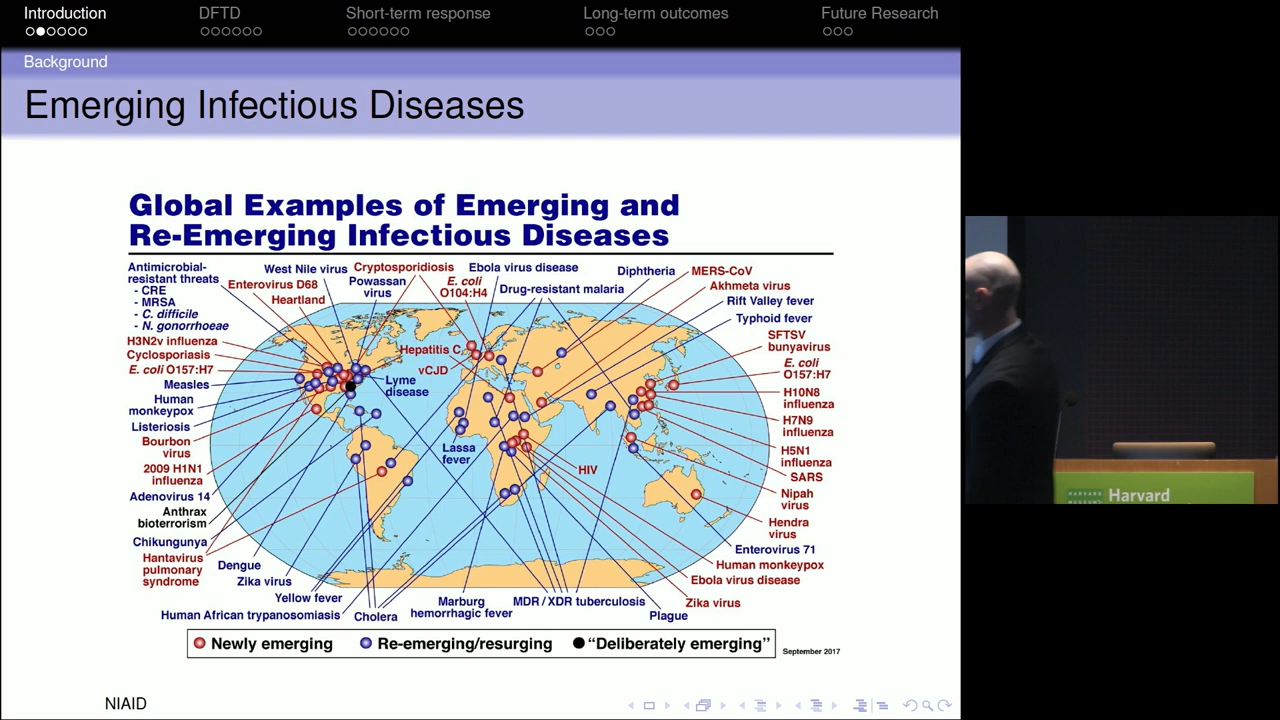 Introduction DFTD Short-term response Long-term outcomes Future Research
Background
Emerging Infectious Diseases
Global Examples of Emerging and
Re-Emerging Infectious Diseases
Antimicrobial-
resistant threats
- CRE
- MRSA
- C. difficile
- N. gonorrhoeae
West Nile virus
Enterovirus D68
Heartland
Cryptosporidiosis
Powassan
virus
E. coli
O104:H4
Ebola virus disease
Drug-resistant malaria
Diphtheria
MERS-CoV
Akhmeta virus
Rift Valley fever
Typhoid fever
SFTSV
bunyavirus
E. coli
O157:H7
H10N8
influenza
H7N9
influenza
H5N1
influenza
SARS
Nipah
virus
Hendra
virus
Enterovirus 71
Human monkeypox
Ebola virus disease
Zika virus
Plague
H3N2v influenza
Cyclosporiasis
E. coli O157:H7
Measles
Human
monkeypox
Listeriosis
Bourbon
virus
2009 H1N1
influenza
Adenovirus 14
Anthrax
bioterrorism
Chikungunya
Hantavirus
pulmonary
syndrome
Dengue
Zika virus
Yellow fever
Human African trypanosomiasis
Cholera
Marburg
hemorrhagic fever
MDR / XDR tuberculosis
Hepatitis C
vCJD
Lyme
disease
Lassa
fever
HIV
Newly emerging Re-emerging/resurging “Deliberately emerging”
September 2017
NIAID
HARVARD
MUSEUMS
Harvard